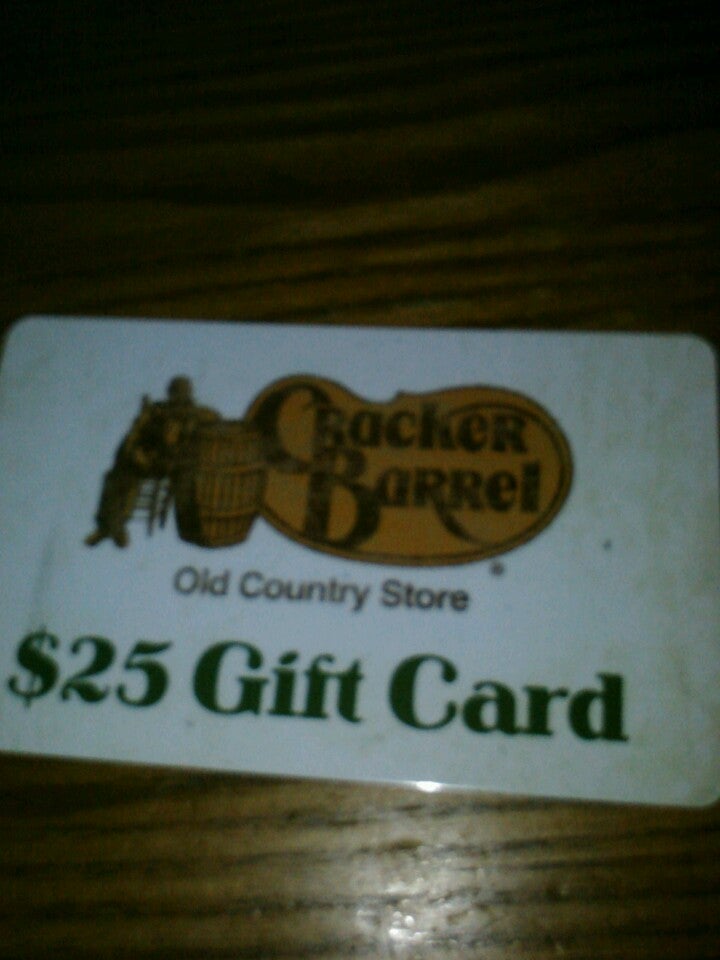 Cracker
Barrel
Old Country Store
$25 Gift Card